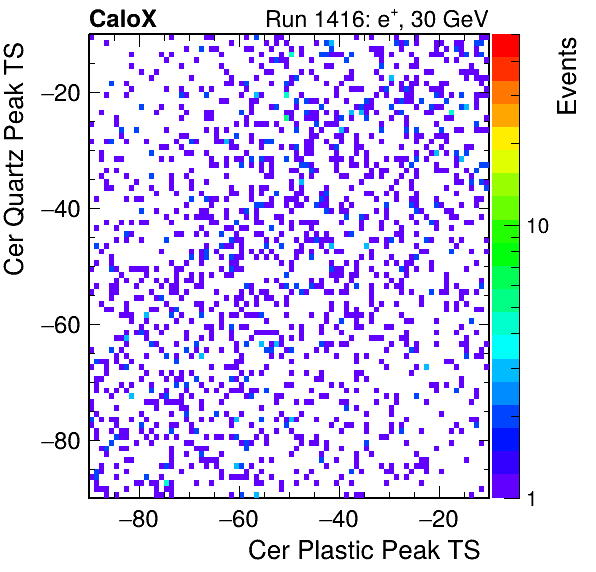 CaloX Run 1416: e⁺, 30 GeV
Cer Quartz Peak TS
Events
−20
−40
−60
−80
10
1
−80 −60 −40 −20
Cer Plastic Peak TS